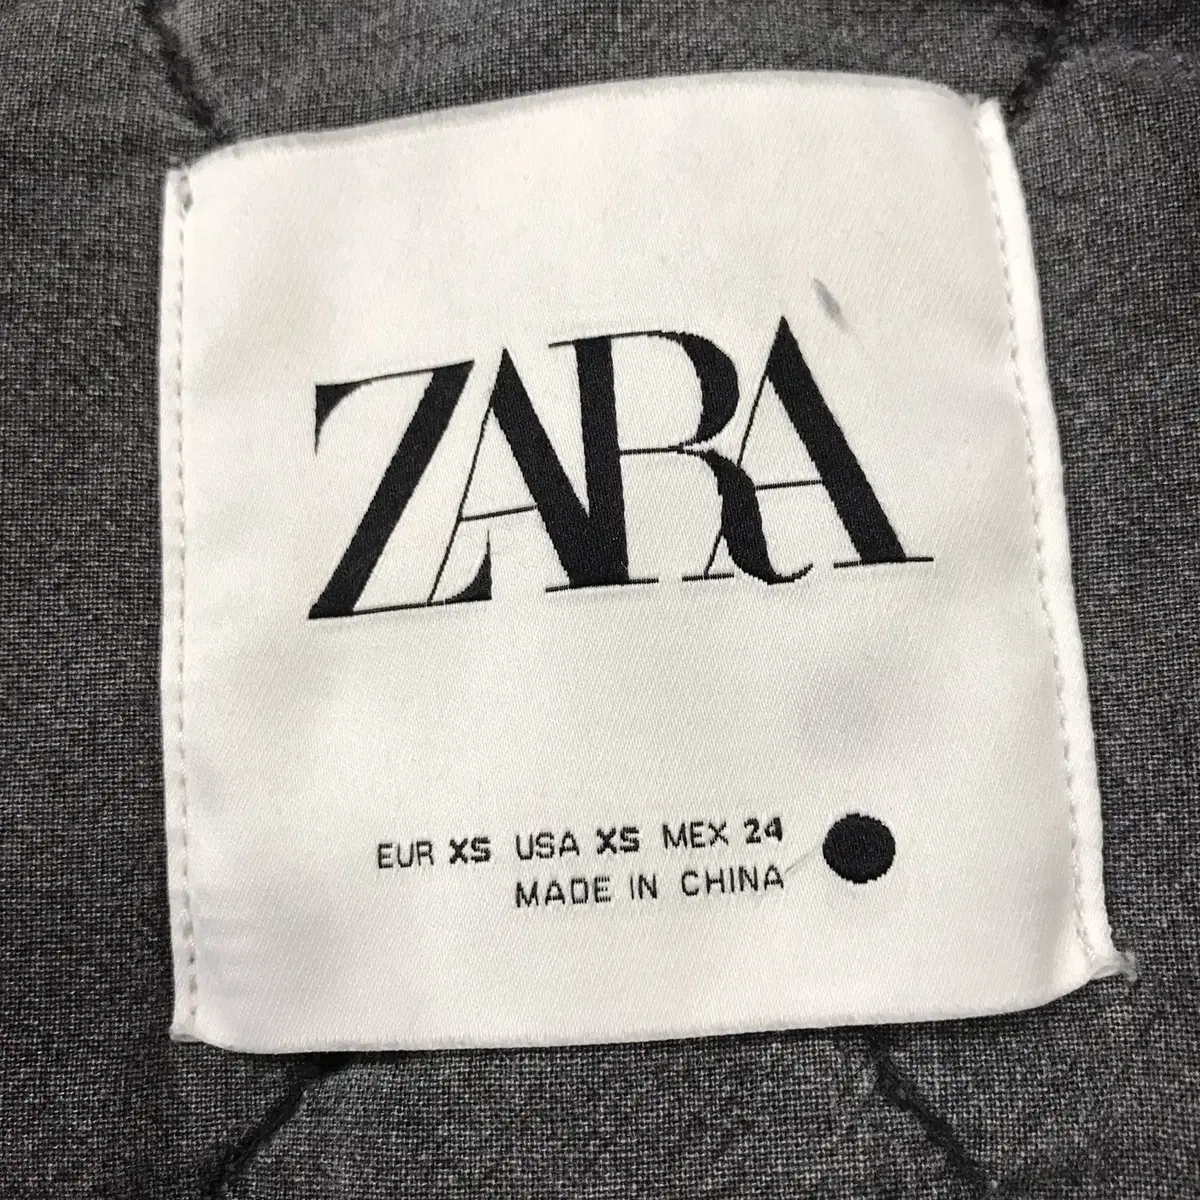 ZARA
EUR XS USA XS MEX 24
MADE IN CHINA